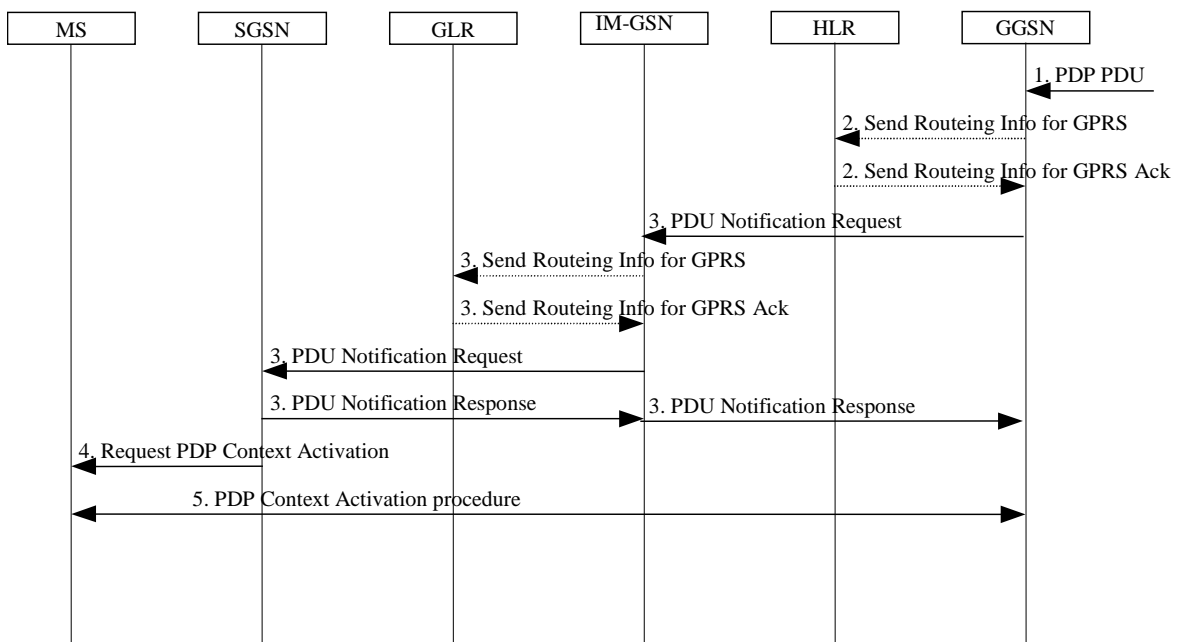 MS
SGSN
GLR
IM-GSN
HLR
GGSN
1. PDP PDU
2. Send Routeing Info for GPRS
2. Send Routeing Info for GPRS Ack
3. PDU Notification Request
3. Send Routeing Info for GPRS
3. Send Routeing Info for GPRS Ack
3. PDU Notification Request
3. PDU Notification Response
3. PDU Notification Response
4. Request PDP Context Activation
5. PDP Context Activation procedure